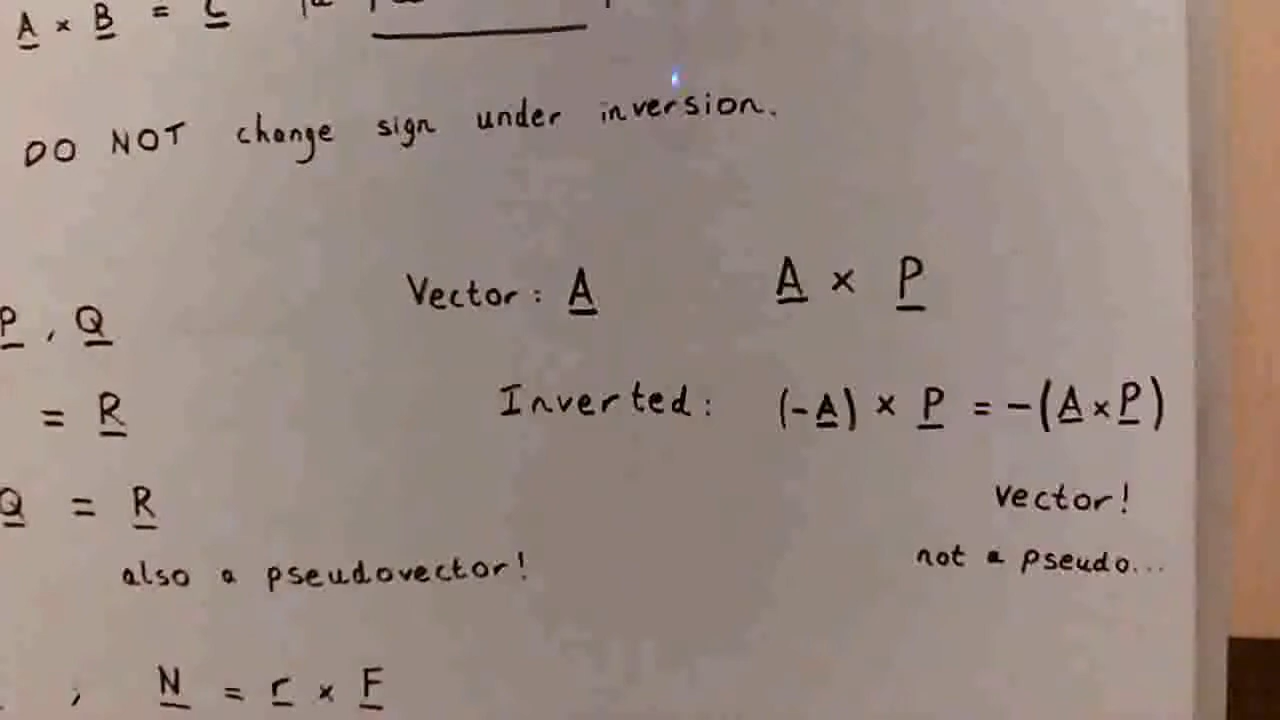 A × B = C
DO NOT change sign under inversion.
Vector: A A × P
P, Q
Inverted: (-A) × P = -(A × P)
= R
Q = R
vector!
also a pseudovector!
not a pseudo...
, N = r × F